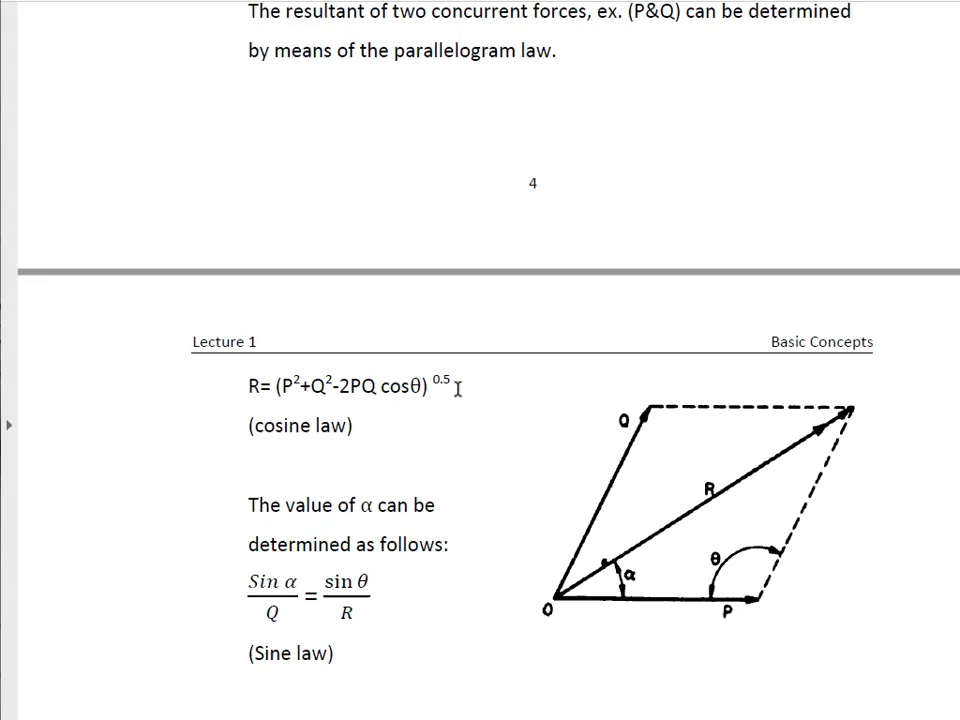 The resultant of two concurrent forces, ex. (P&Q) can be determined
by means of the parallelogram law.
4
Lecture 1 Basic Concepts
R= (P²+Q²-2PQ cosθ) ⁰·⁵
(cosine law)
The value of α can be
determined as follows:
Sin α / Q = sin θ / R
(Sine law)
Q
R
θ
α
O
P